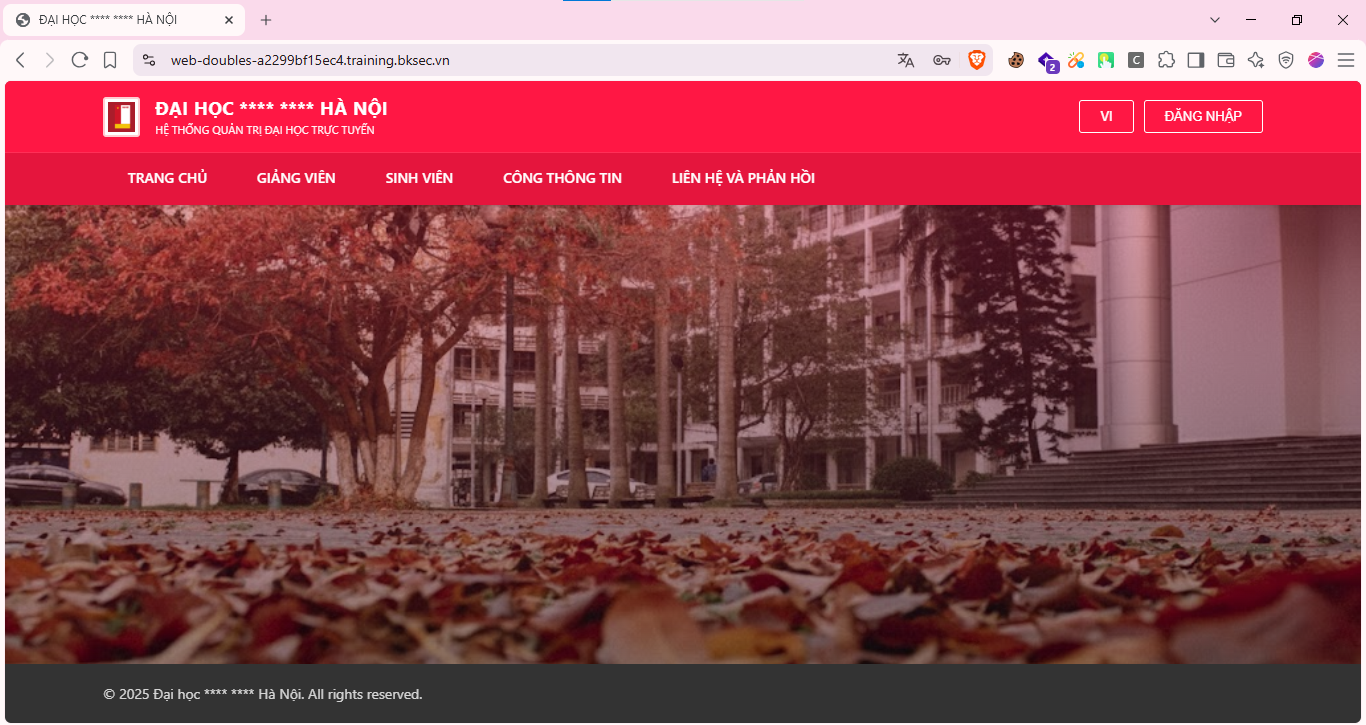 ĐẠI HỌC **** **** HÀ NỘI
web-doubles-a2299bf15ec4.training.bksec.vn
2
C
ĐẠI HỌC **** **** HÀ NỘI
HỆ THỐNG QUẢN TRỊ ĐẠI HỌC TRỰC TUYẾN
VI
ĐĂNG NHẬP
TRANG CHỦ GIẢNG VIÊN SINH VIÊN CÔNG THÔNG TIN LIÊN HỆ VÀ PHẢN HỒI
© 2025 Đại học **** **** Hà Nội. All rights reserved.